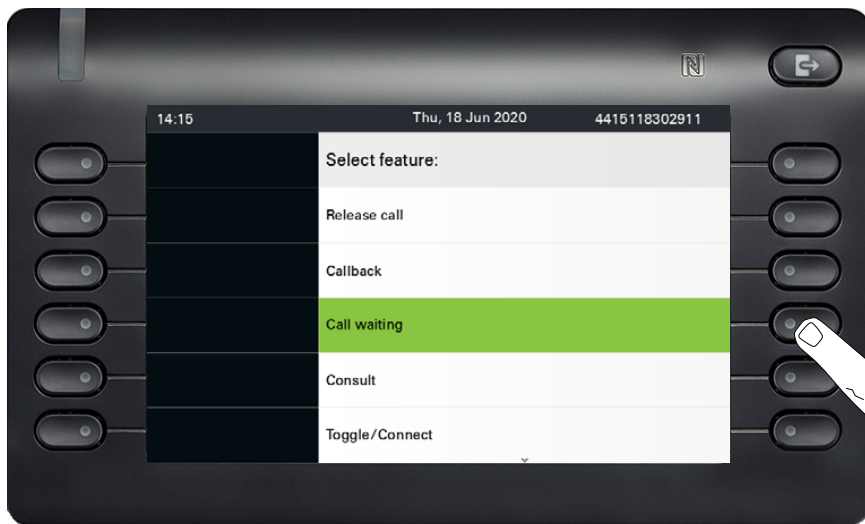 14:15 Thu, 18 Jun 2020 4415118302911
Select feature:
Release call
Callback
Call waiting
Consult
Toggle/Connect